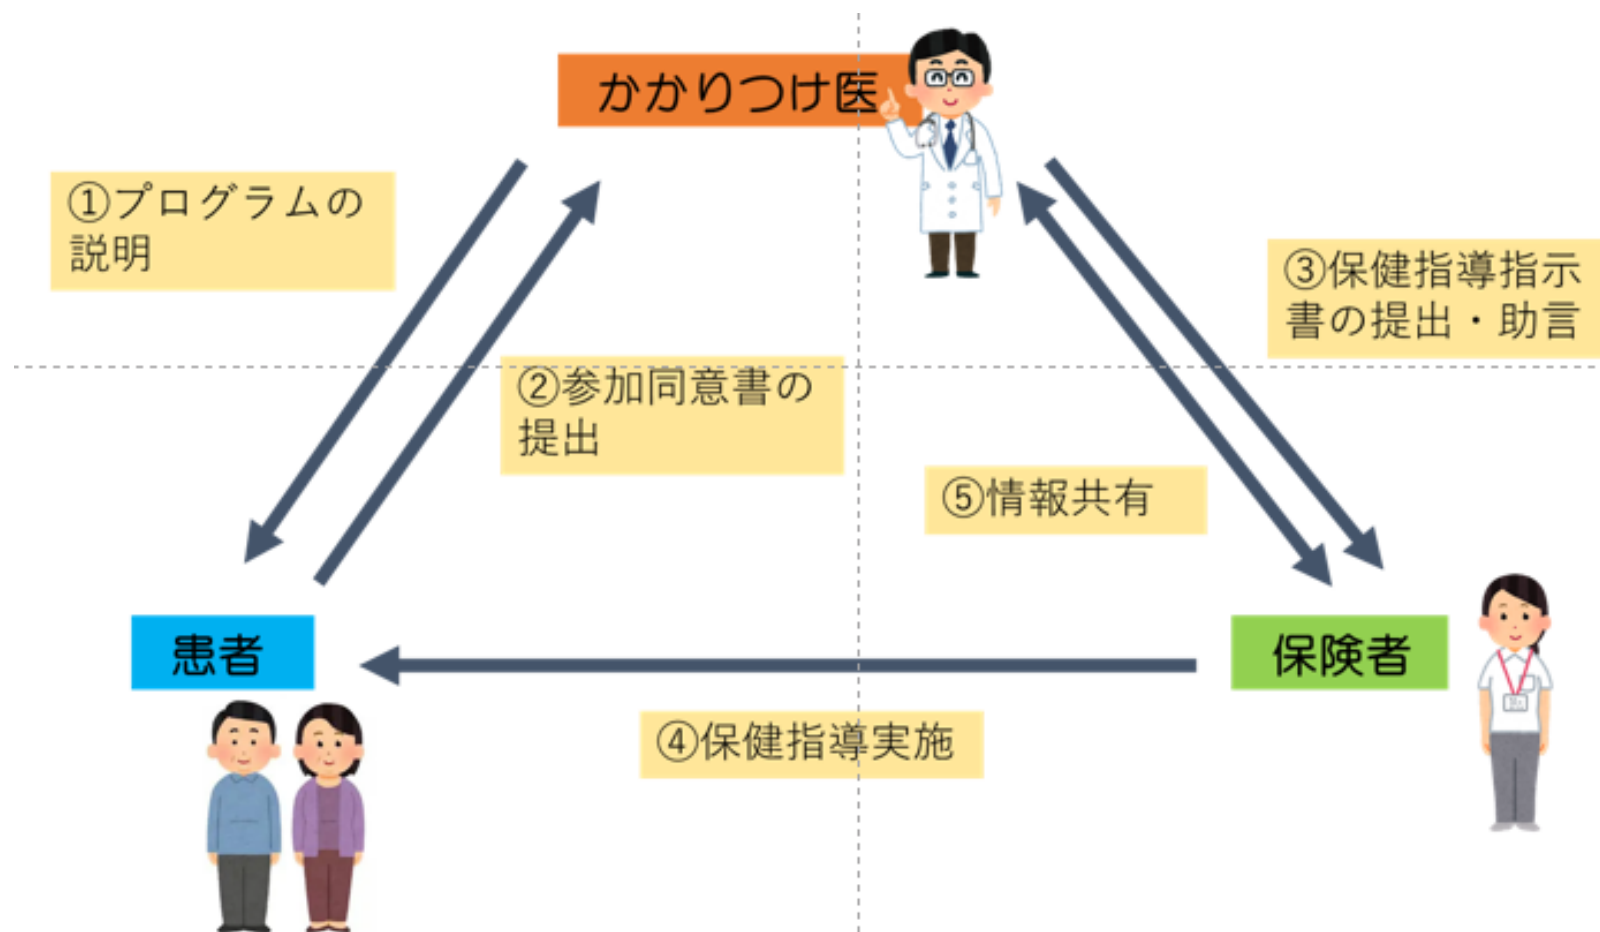 かかりつけ医
①プログラムの
説明
②参加同意書の
提出
③保健指導指示
書の提出・助言
⑤情報共有
患者
保険者
④保健指導実施